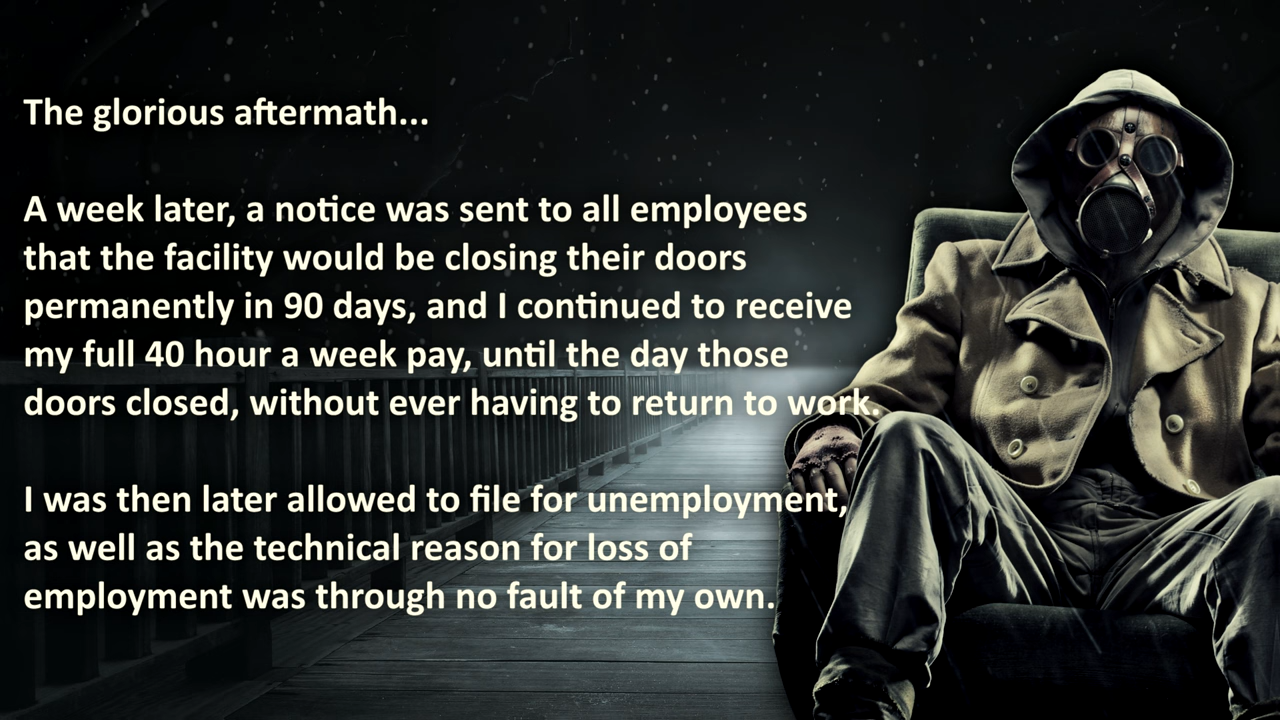 The glorious aftermath...
A week later, a notice was sent to all employees
that the facility would be closing their doors
permanently in 90 days, and I continued to receive
my full 40 hour a week pay, until the day those
doors closed, without ever having to return to work.
I was then later allowed to file for unemployment,
as well as the technical reason for loss of
employment was through no fault of my own.